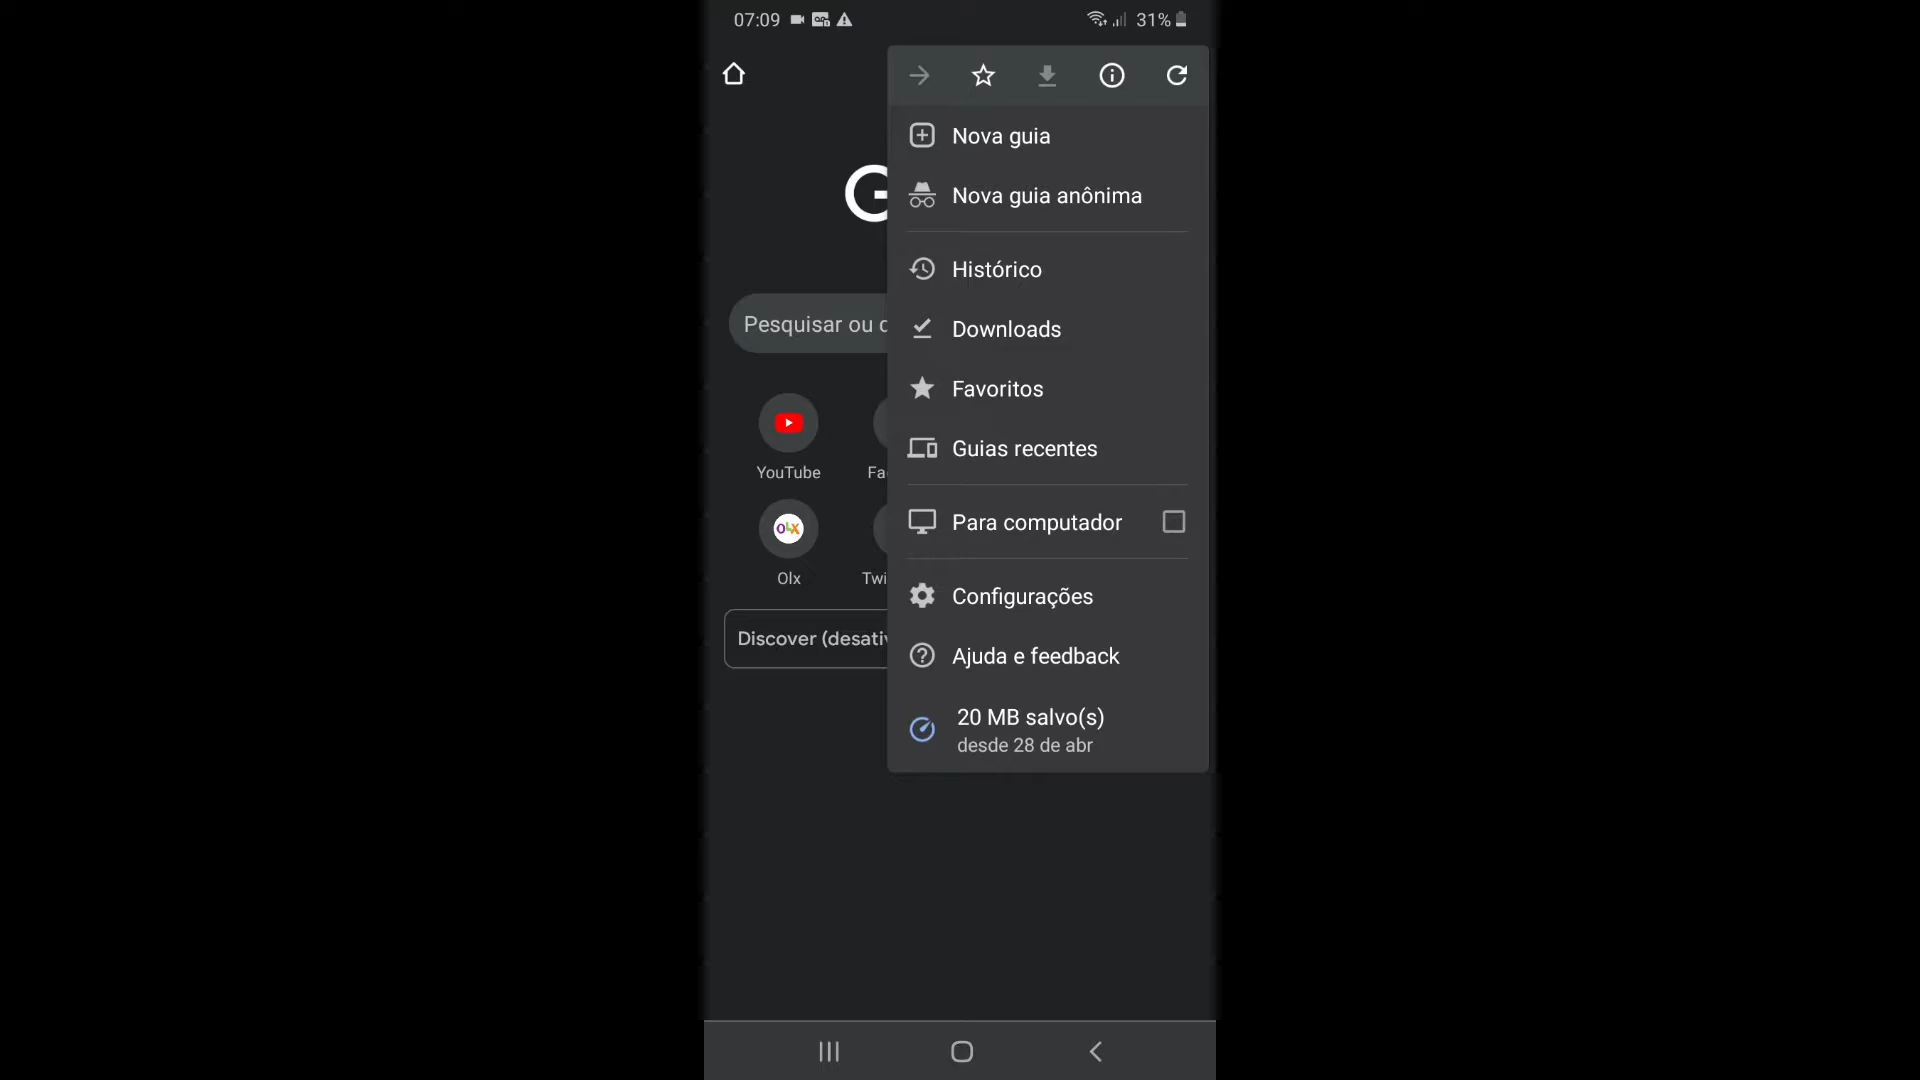 07:09
31%
Nova guia
Nova guia anônima
Histórico
Pesquisar ou
Downloads
Favoritos
Guias recentes
YouTube
Para computador
Olx
Configurações
Discover
Ajuda e feedback
20 MB salvo(s)
desde 28 de abr